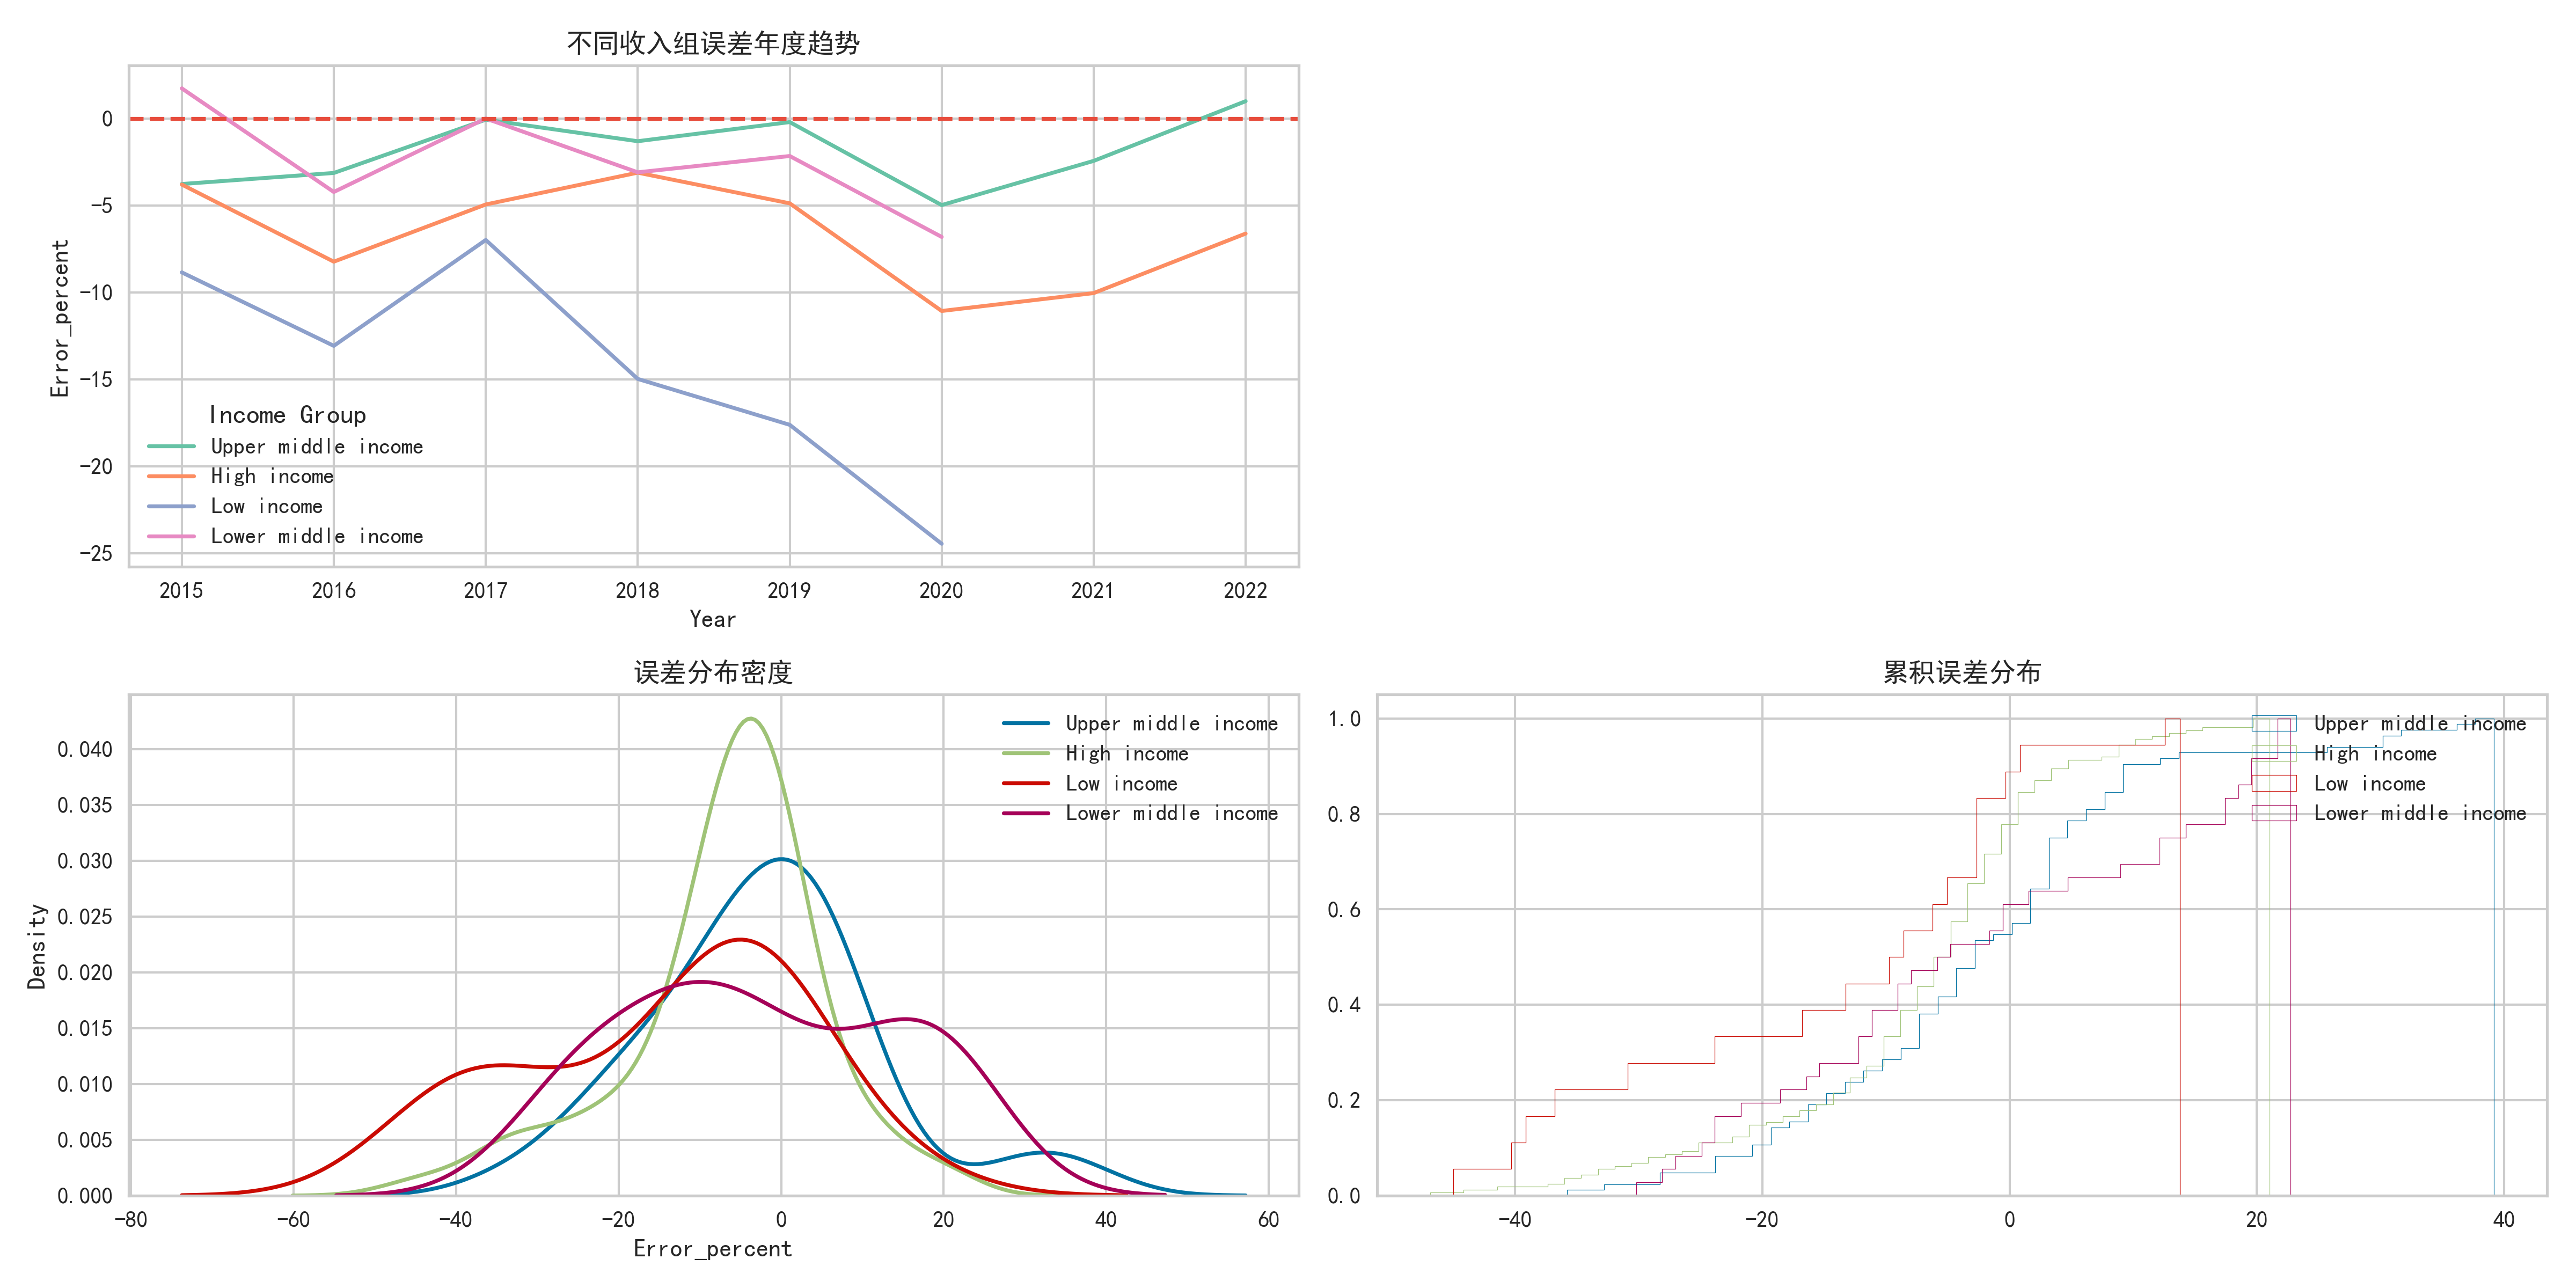 不同收入组误差年度趋势
0
-5
-10
-15
-20
-25
Error_percent
Income Group
Upper middle income
High income
Low income
Lower middle income
2015 2016 2017 2018 2019 2020 2021 2022
Year
误差分布密度
0.040
0.035
0.030
0.025
0.020
0.015
0.010
0.005
0.000
Density
Upper middle income
High income
Low income
Lower middle income
-80 -60 -40 -20 0 20 40 60
Error_percent
累积误差分布
1.0
0.8
0.6
0.4
0.2
0.0
Upper middle income
High income
Low income
Lower middle income
-40 -20 0 20 40